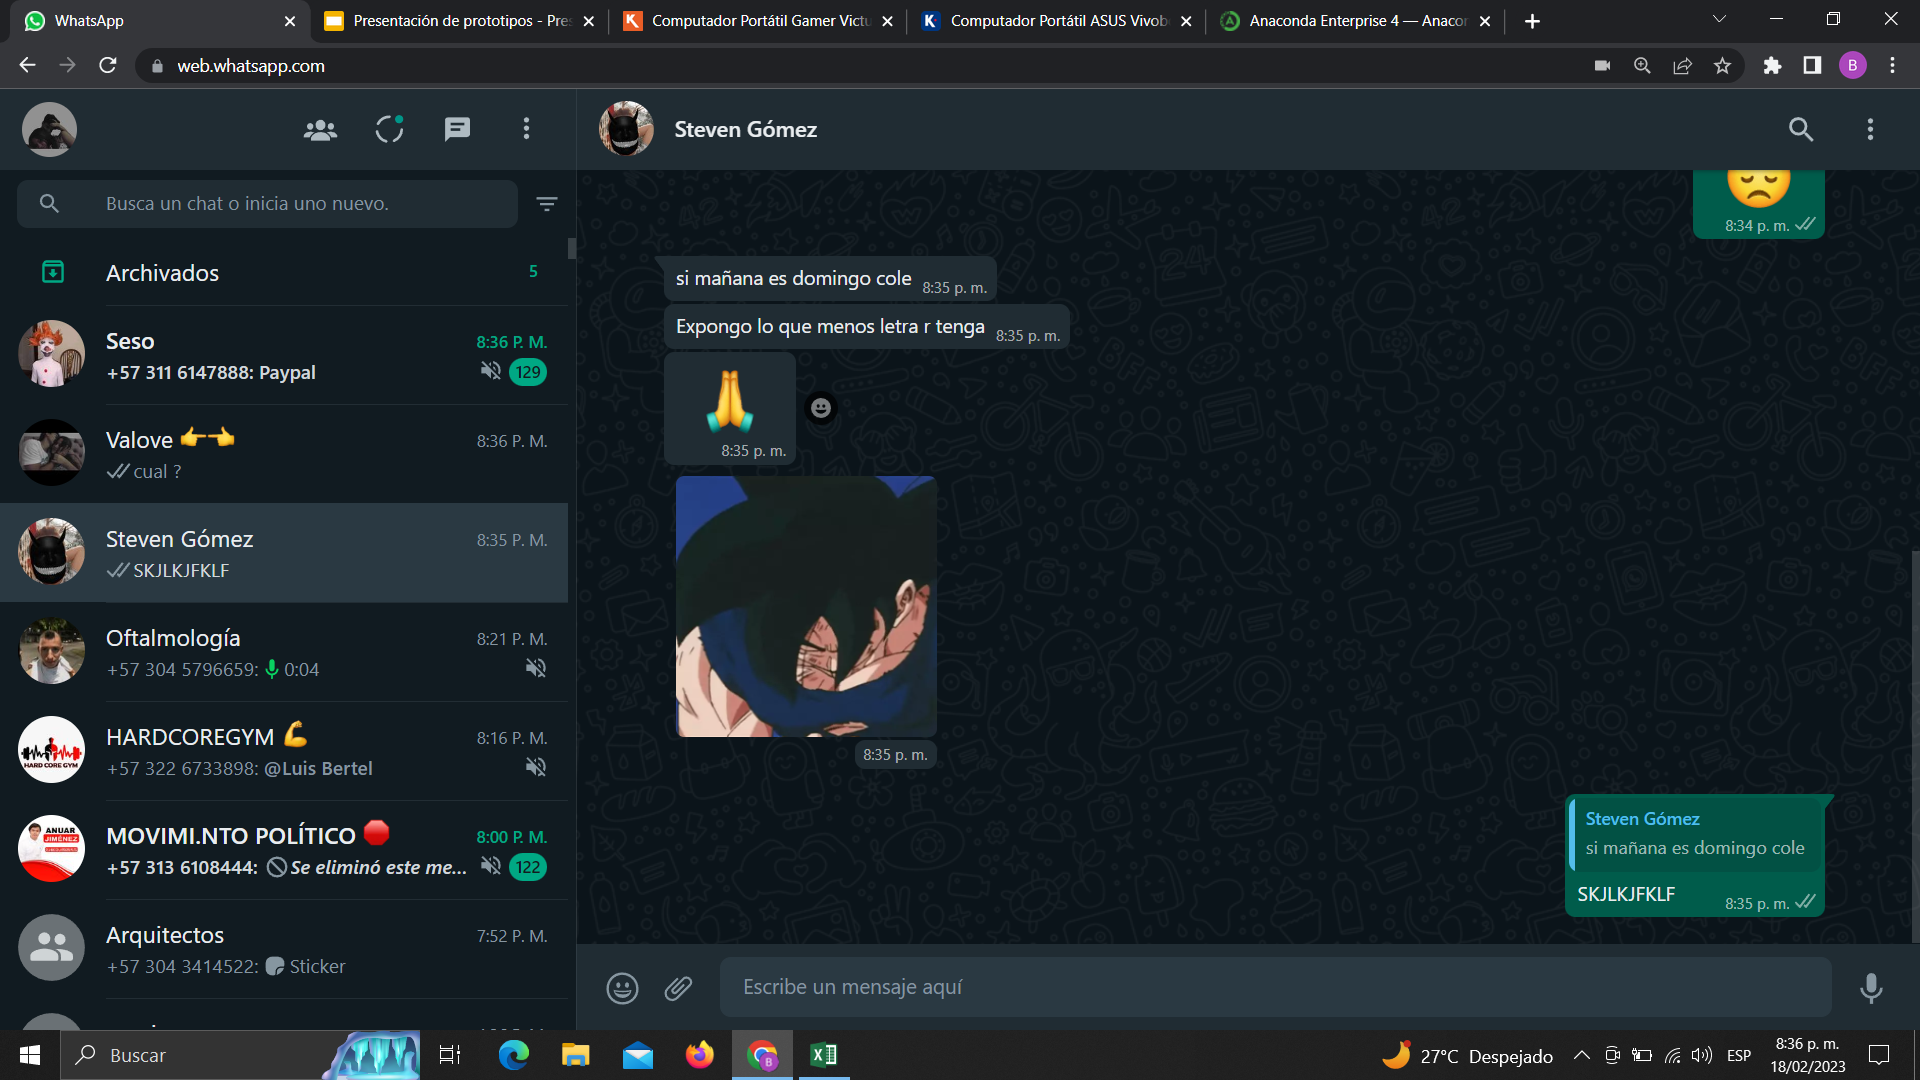 WhatsApp
Presentación de prototipos - Pres
Computador Portátil Gamer Victu
Computador Portátil ASUS Vivob
Anaconda Enterprise 4 — Anacon
web.whatsapp.com
B
Steven Gómez
Busca un chat o inicia uno nuevo.
Archivados 5
Seso 8:36 P. M.
+57 311 6147888: Paypal 129
Valove 👉👈 8:36 P. M.
cual ?
Steven Gómez 8:35 P. M.
SKJLKJFKLF
Oftalmología 8:21 P. M.
+57 304 5796659: 0:04
HARDCOREGYM 💪 8:16 P. M.
+57 322 6733898: @Luis Bertel
HARD CORE GYM
MOVIMI.NTO POLÍTICO 🛑 8:00 P. M.
+57 313 6108444: Se eliminó este me... 122
ANUAR
JIMÉNEZ
Arquitectos 7:52 P. M.
+57 304 3414522: Sticker
😞
8:34 p. m.
si mañana es domingo cole 8:35 p. m.
Expongo lo que menos letra r tenga 8:35 p. m.
🙏
8:35 p. m.
8:35 p. m.
Steven Gómez
si mañana es domingo cole
SKJLKJFKLF 8:35 p. m.
Escribe un mensaje aquí
Buscar
27°C Despejado
ESP
8:36 p. m.
18/02/2023